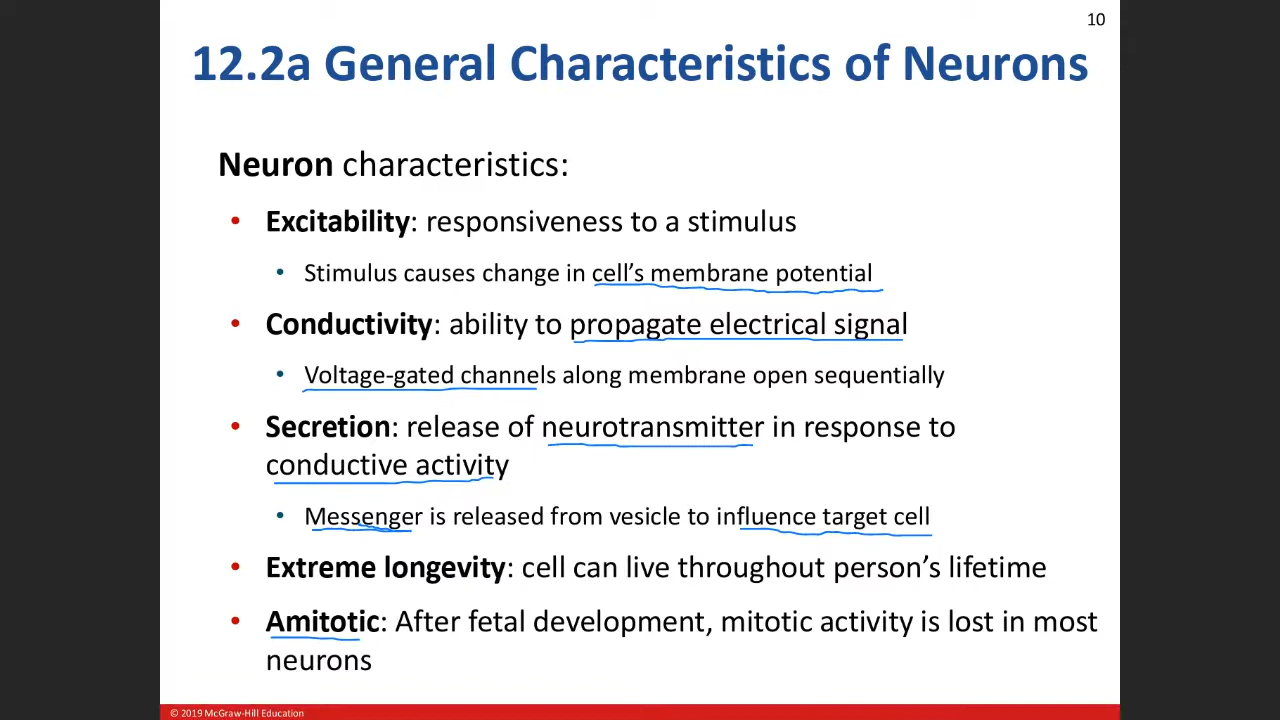 10
12.2a General Characteristics of Neurons
Neuron characteristics:
• Excitability: responsiveness to a stimulus
• Stimulus causes change in cell’s membrane potential
• Conductivity: ability to propagate electrical signal
• Voltage-gated channels along membrane open sequentially
• Secretion: release of neurotransmitter in response to
conductive activity
• Messenger is released from vesicle to influence target cell
• Extreme longevity: cell can live throughout person’s lifetime
• Amitotic: After fetal development, mitotic activity is lost in most
neurons
© 2019 McGraw-Hill Education